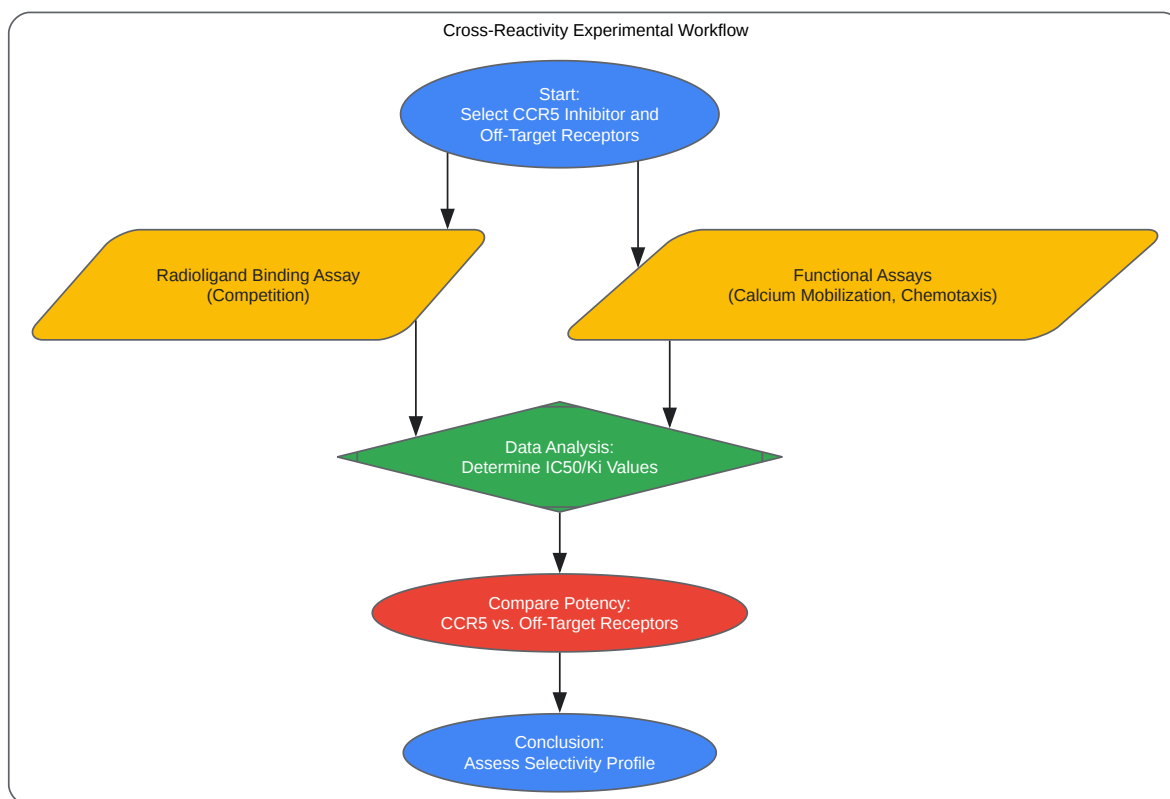 Cross-Reactivity Experimental Workflow
Start:
Select CCR5 Inhibitor and
Off-Target Receptors
Radioligand Binding Assay
(Competition)
Functional Assays
(Calcium Mobilization, Chemotaxis)
Data Analysis:
Determine IC50/Ki Values
Compare Potency:
CCR5 vs. Off-Target Receptors
Conclusion:
Assess Selectivity Profile